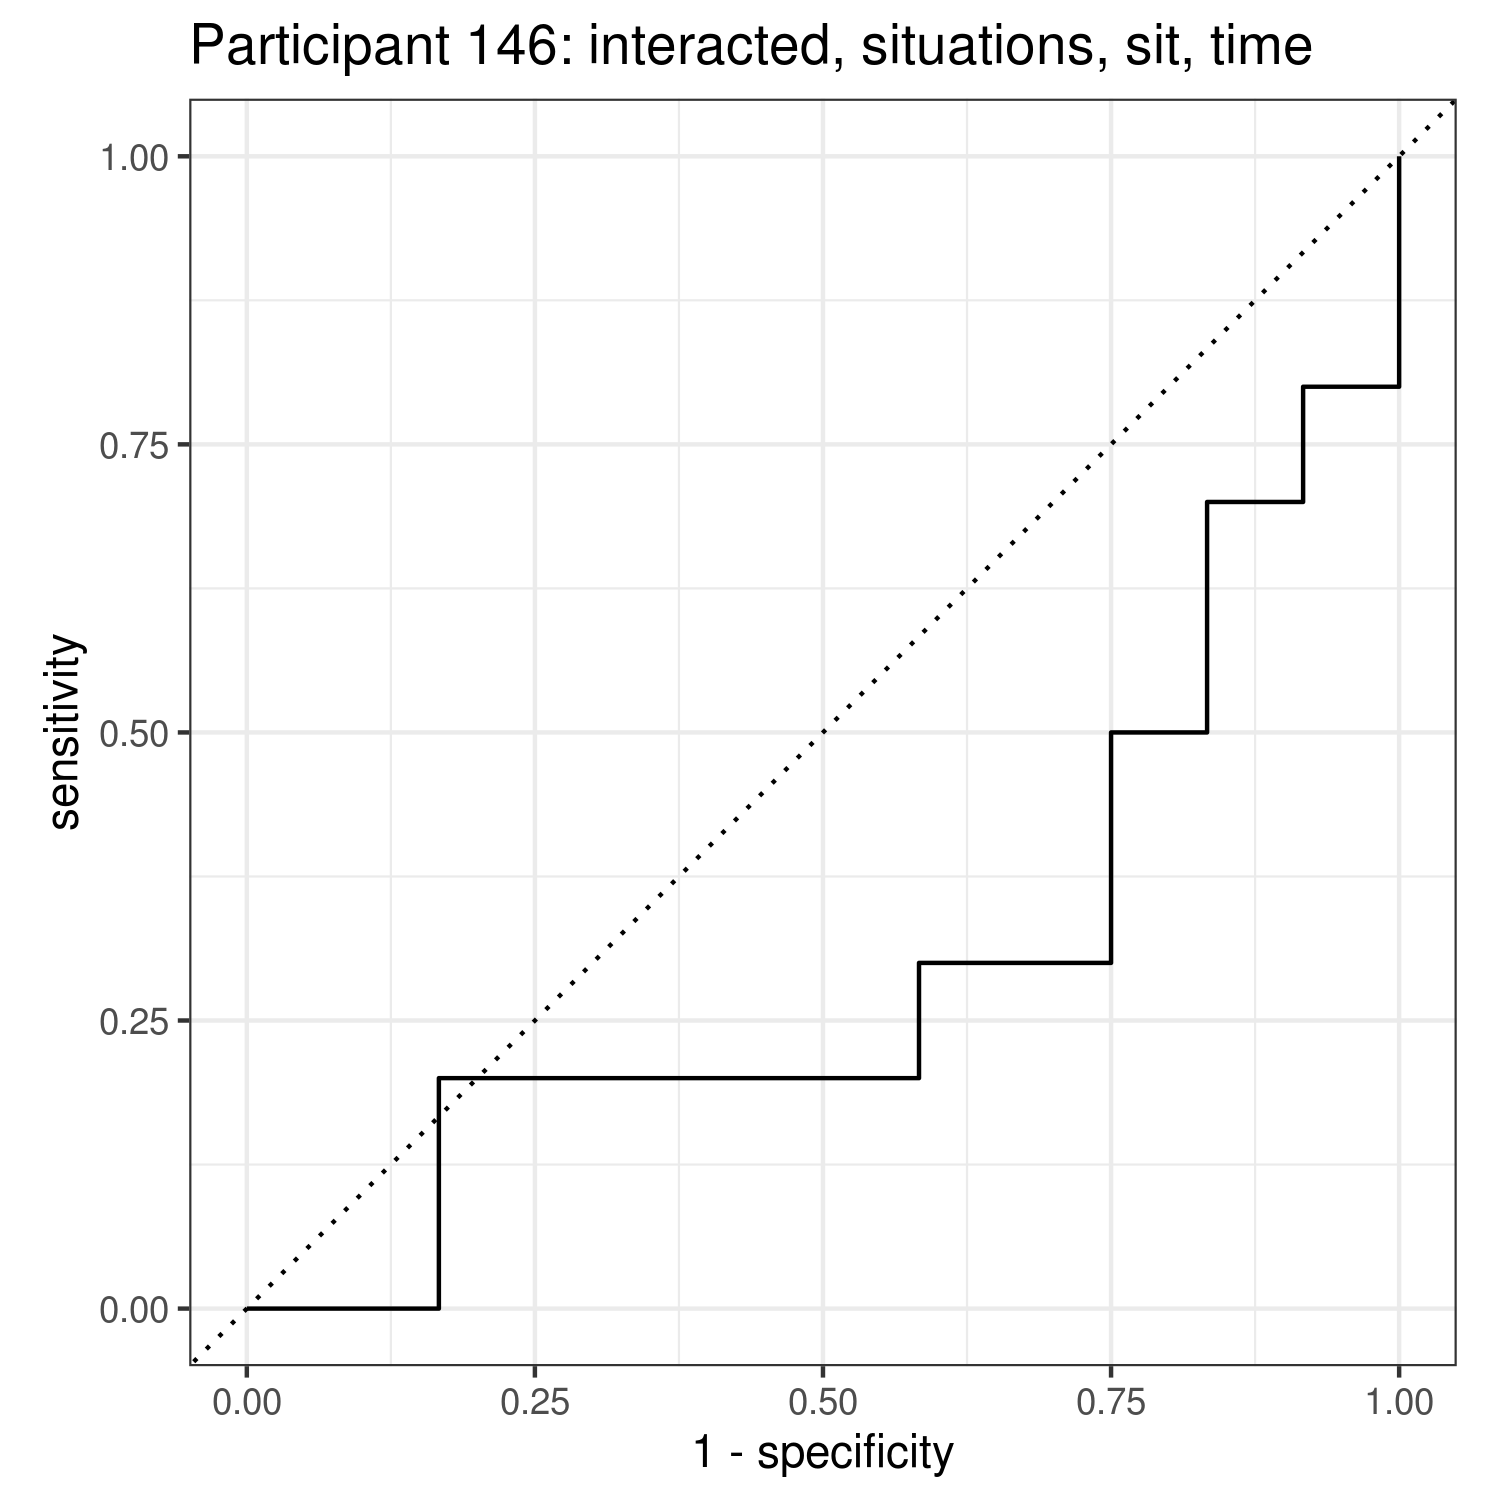 Participant 146: interacted, situations, sit, time
1.00
0.75
0.50
0.25
0.00
sensitivity
0.00 0.25 0.50 0.75 1.00
1 - specificity